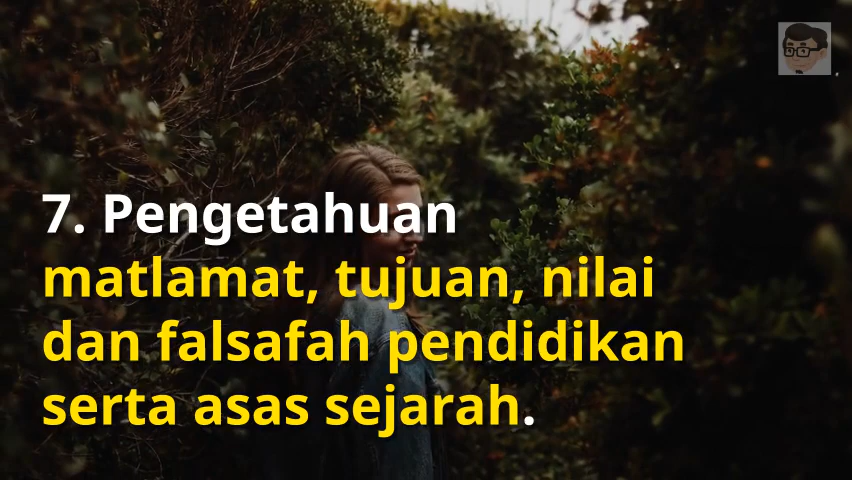 7. Pengetahuan
matlamat, tujuan, nilai
dan falsafah pendidikan
serta asas sejarah.